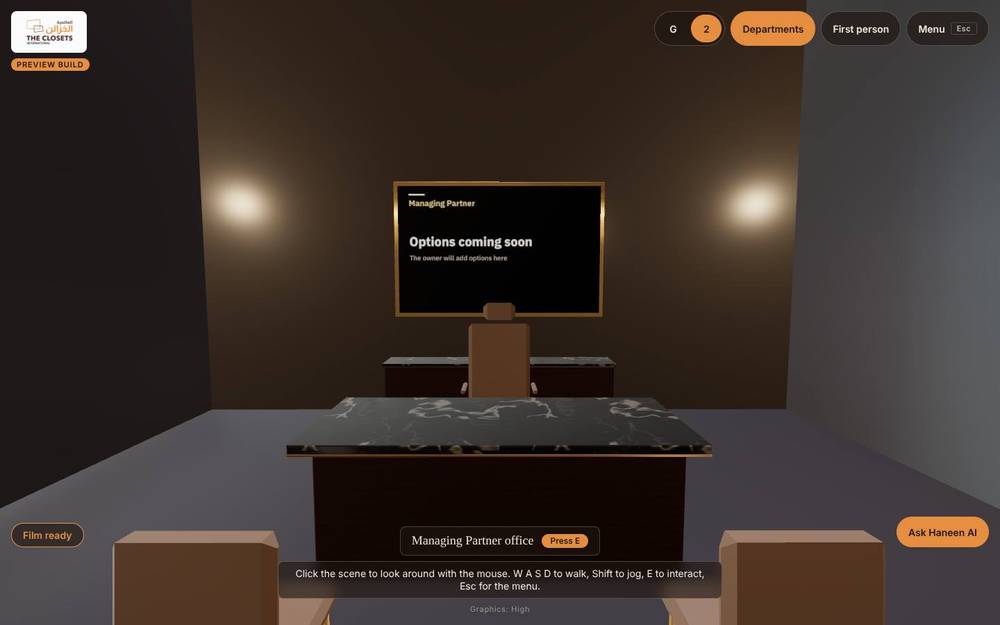 الخزائن
THE CLOSETS
INTERNATIONAL
PREVIEW BUILD
G
2
Departments
First person
Menu Esc
Managing Partner
Options coming soon
The owner will add options here
Film ready
Managing Partner office Press E
Ask Haneen AI
Click the scene to look around with the mouse. W A S D to walk, Shift to jog, E to interact,
Esc for the menu.
Graphics: High